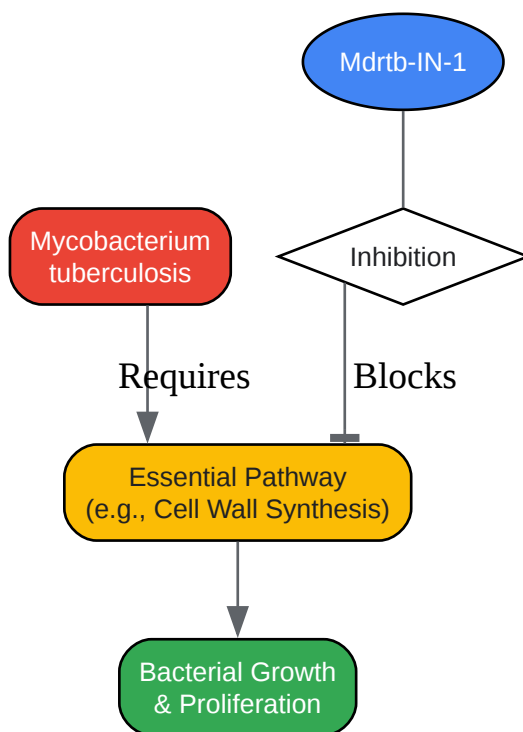 Mdrtb-IN-1
Mycobacterium
tuberculosis
Inhibition
Requires
Blocks
Essential Pathway
(e.g., Cell Wall Synthesis)
Bacterial Growth
& Proliferation